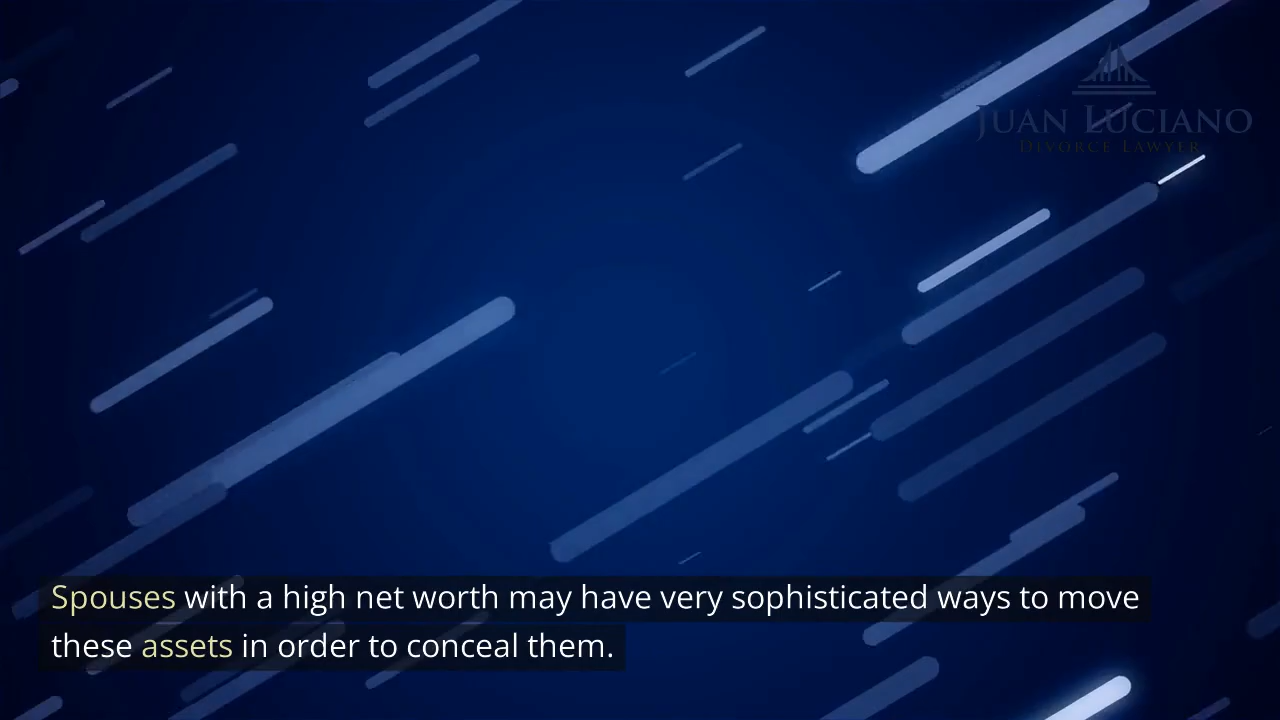 JUAN LUCIANO
DIVORCE LAWYER
Spouses with a high net worth may have very sophisticated ways to move
these assets in order to conceal them.